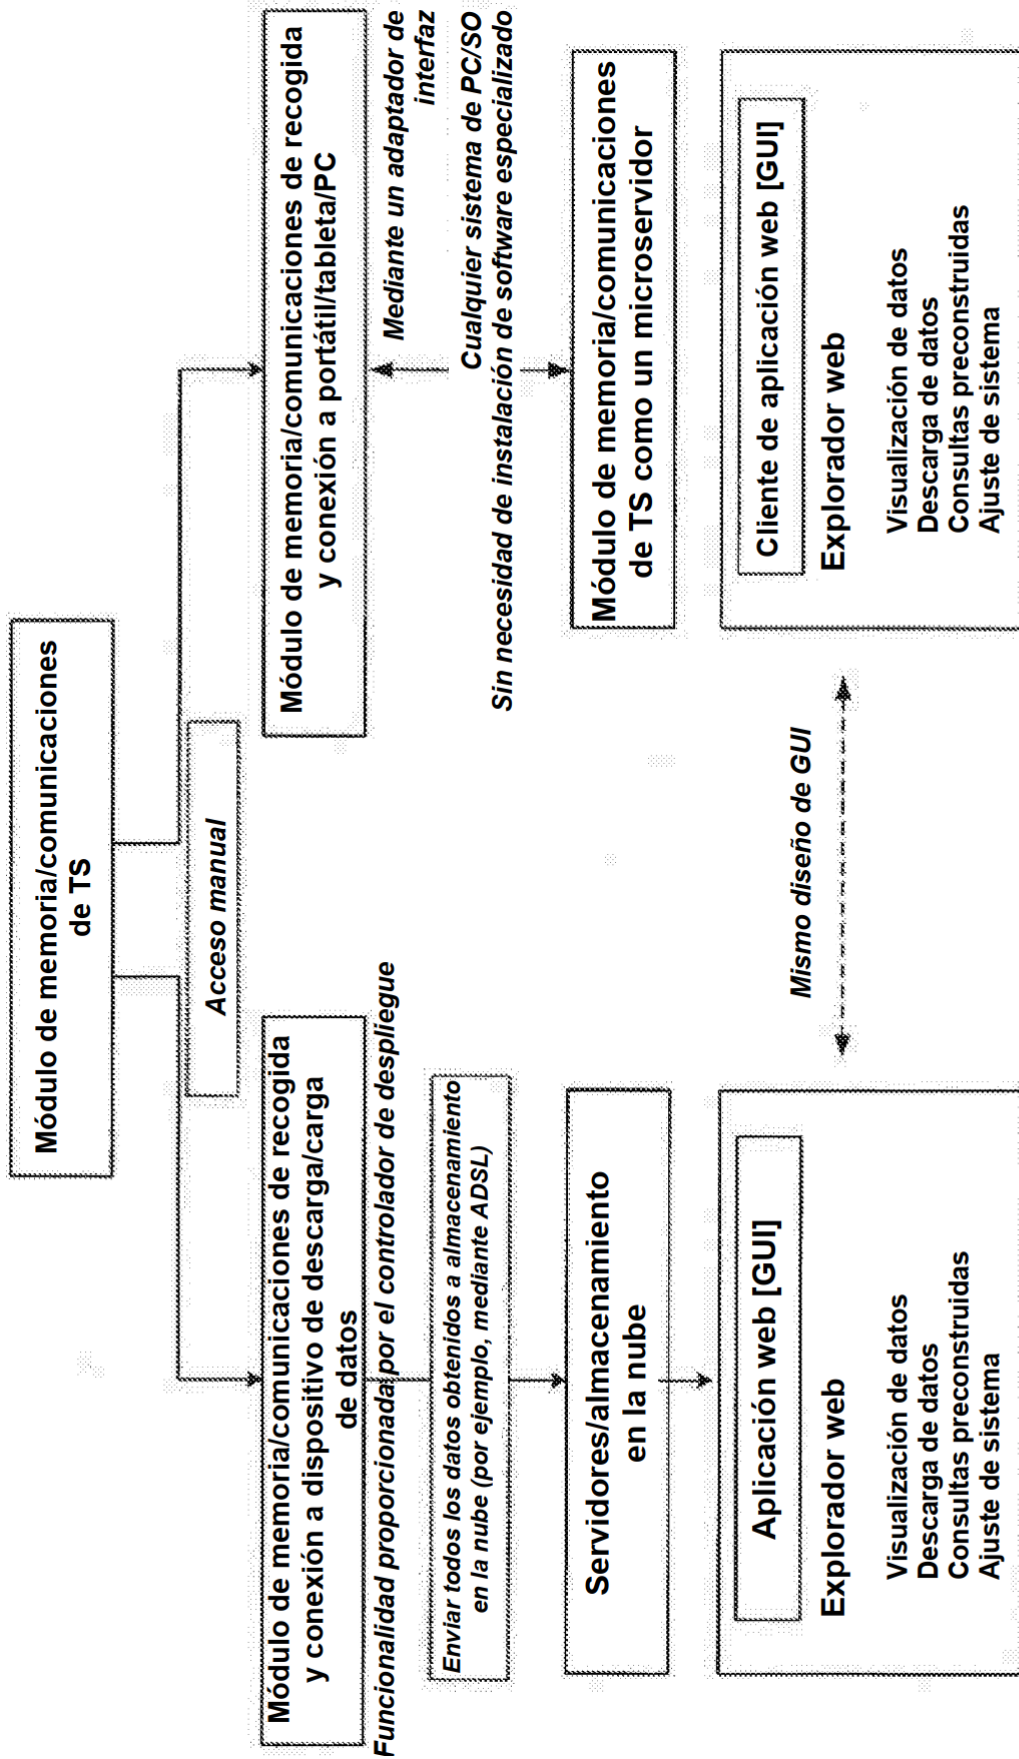 Módulo de memoria/comunicaciones
de TS
Acceso manual
Módulo de memoria/comunicaciones de recogida
y conexión a dispositivo de descarga/carga
de datos
Funcionalidad proporcionada por el controlador de despliegue
Enviar todos los datos obtenidos a almacenamiento
en la nube (por ejemplo, mediante ADSL)
Servidores/almacenamiento
en la nube
Aplicación web [GUI]
Explorador web
Visualización de datos
Descarga de datos
Consultas preconstruidas
Ajuste de sistema
Mismo diseño de GUI
Módulo de memoria/comunicaciones de recogida
y conexión a portátil/tableta/PC
Mediante un adaptador de
interfaz
Cualquier sistema de PC/SO
Sin necesidad de instalación de software especializado
Módulo de memoria/comunicaciones
de TS como un microservidor
Cliente de aplicación web [GUI]
Explorador web
Visualización de datos
Descarga de datos
Consultas preconstruidas
Ajuste de sistema